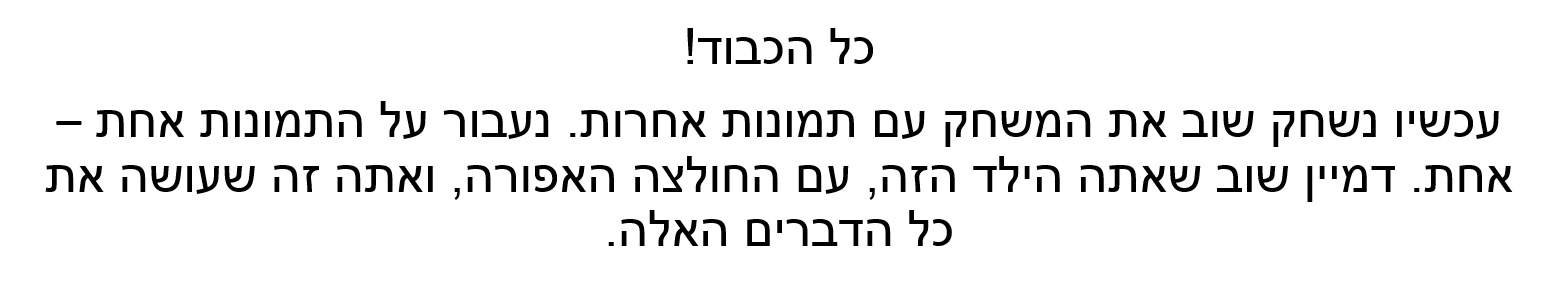 כל הכבוד!
עכשיו נשחק שוב את המשחק עם תמונות אחרות. נעבור על התמונות אחת –
אחת. דמיין שוב שאתה הילד הזה, עם החולצה האפורה, ואתה זה שעושה את
כל הדברים האלה.